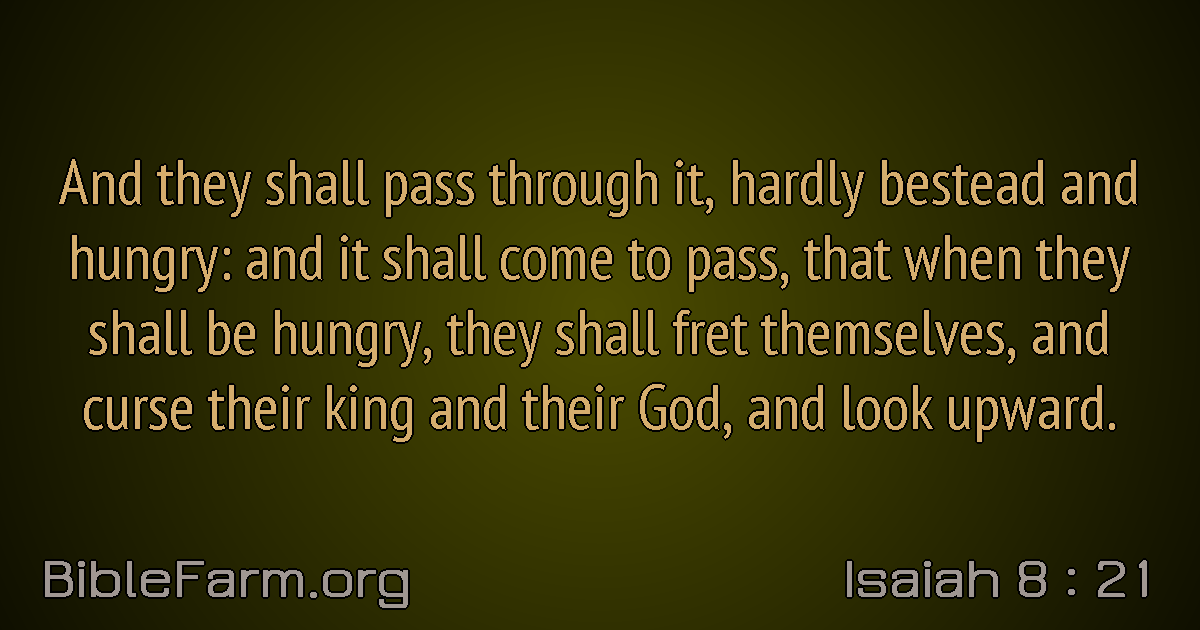 And they shall pass through it, hardly bestead and
hungry: and it shall come to pass, that when they
shall be hungry, they shall fret themselves, and
curse their king and their God, and look upward.
BibleFarm.org
Isaiah 8 : 21